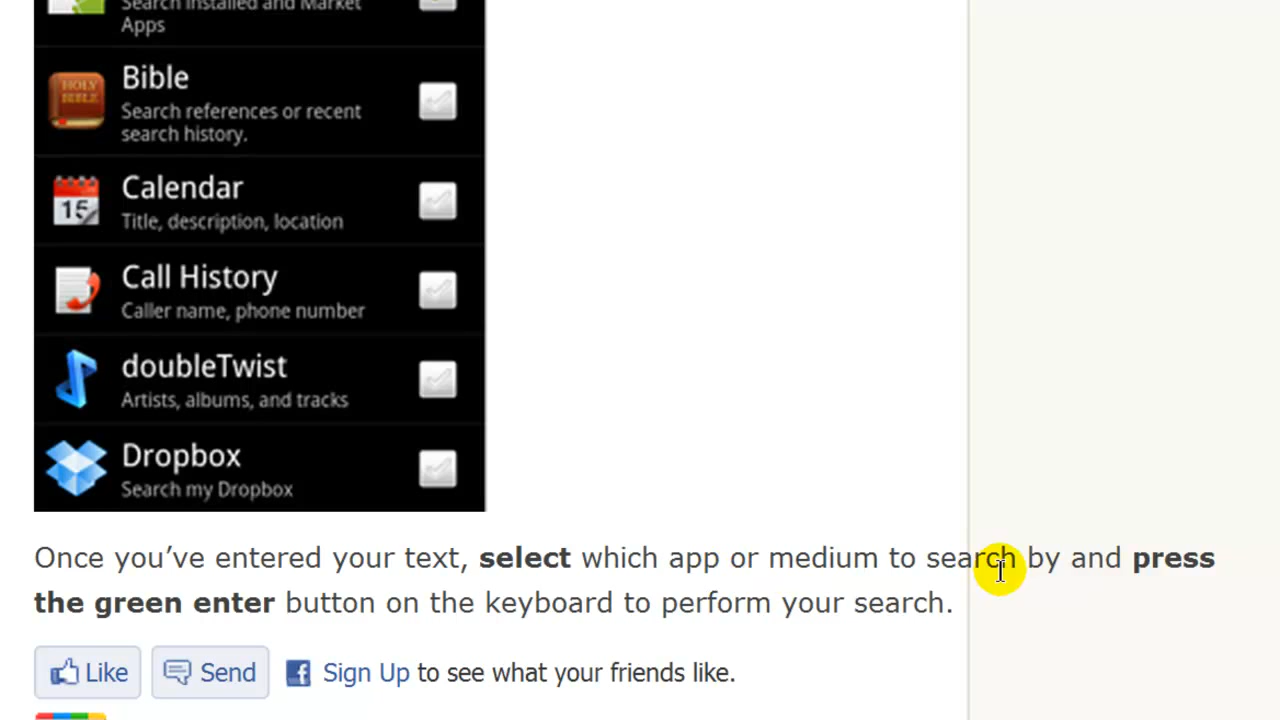 Search Installed and Market
Apps
Bible
HOLY
BIBLE
Search references or recent
search history.
Calendar
15
Title, description, location
Call History
Caller name, phone number
doubleTwist
Artists, albums, and tracks
Dropbox
Search my Dropbox
Once you’ve entered your text, select which app or medium to search by and press
the green enter button on the keyboard to perform your search.
Like Send Sign Up to see what your friends like.